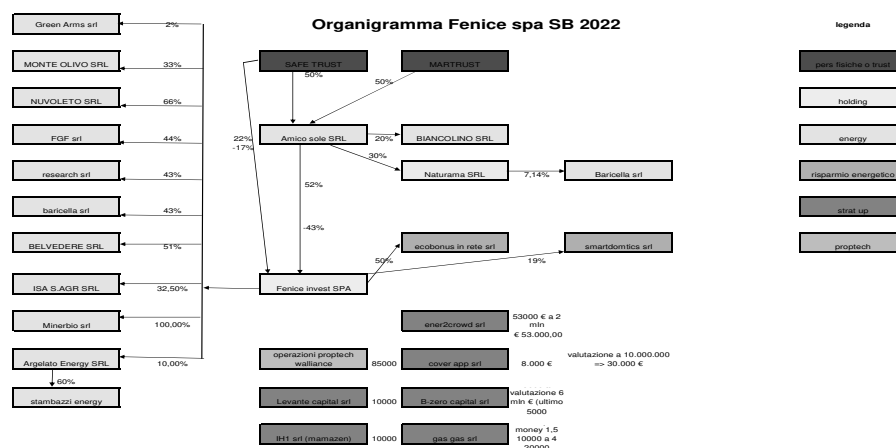 Organigramma Fenice spa SB 2022
Green Arms srl
2%
MONTE OLIVO SRL
33%
NUVOLETO SRL
66%
FGF srl
44%
research srl
43%
baricella srl
43%
BELVEDERE SRL
51%
ISA S.AGR SRL
32,50%
Minerbio srl
100,00%
Argelato Energy SRL
10,00%
60%
stambazzi energy
SAFE TRUST
50%
MARTRUST
50%
22%
-17%
Amico sole SRL
20%
BIANCOLINO SRL
30%
Naturama SRL
7,14%
Baricella srl
52%
-43%
ecobonus in rete srl
50%
smartdomtics srl
19%
Fenice invest SPA
ener2crowd srl
53000 € a 2
mln
€ 53.000,00
operazioni proptech
walliance
85000
cover app srl
8.000 €
valutazione a 10.000.000
=> 30.000 €
Levante capital srl
10000
B-zero capital srl
valutazione 6
mln € (ultimo
5000
IH1 srl (mamazen)
10000
gas gas srl
money 1,5
10000 a 4
20000
legenda
pers fisiche o trust
holding
energy
risparmio energetico
strat up
proptech